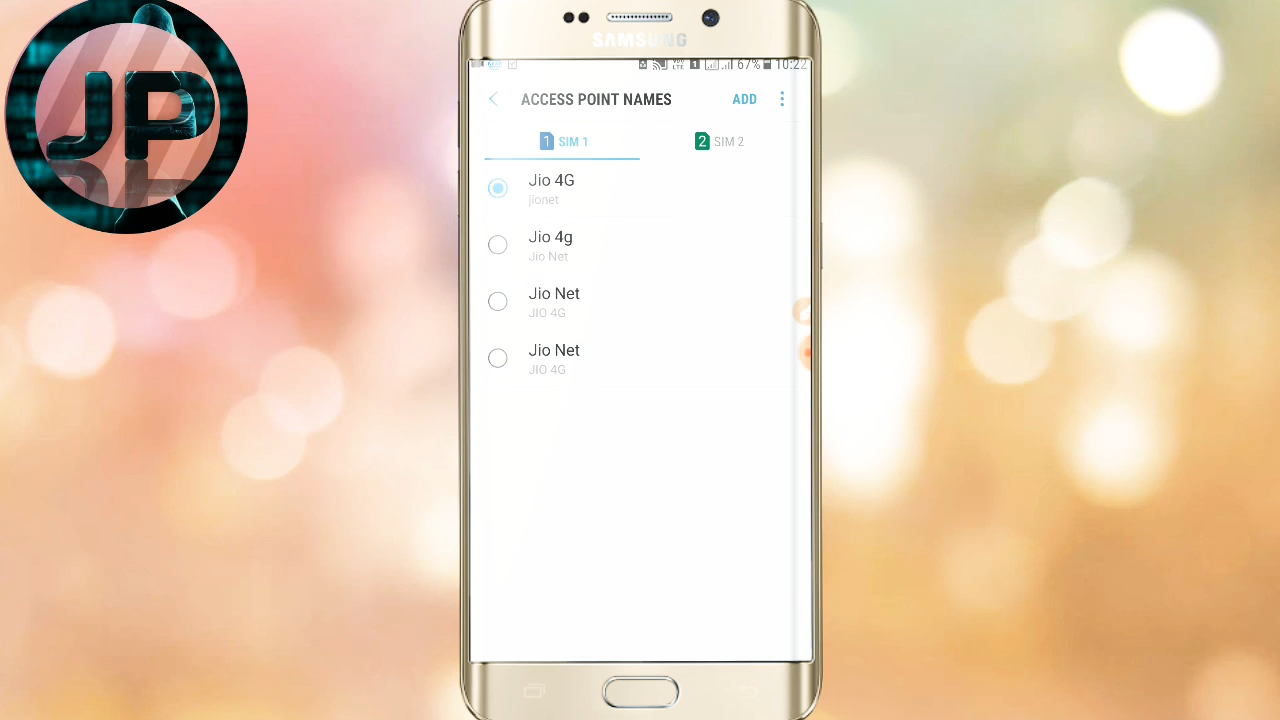 JP
SAMSUNG
67% 10:22
ACCESS POINT NAMES ADD
1 SIM 1 2 SIM 2
Jio 4G
jionet
Jio 4g
Jio Net
Jio Net
JIO 4G
Jio Net
JIO 4G